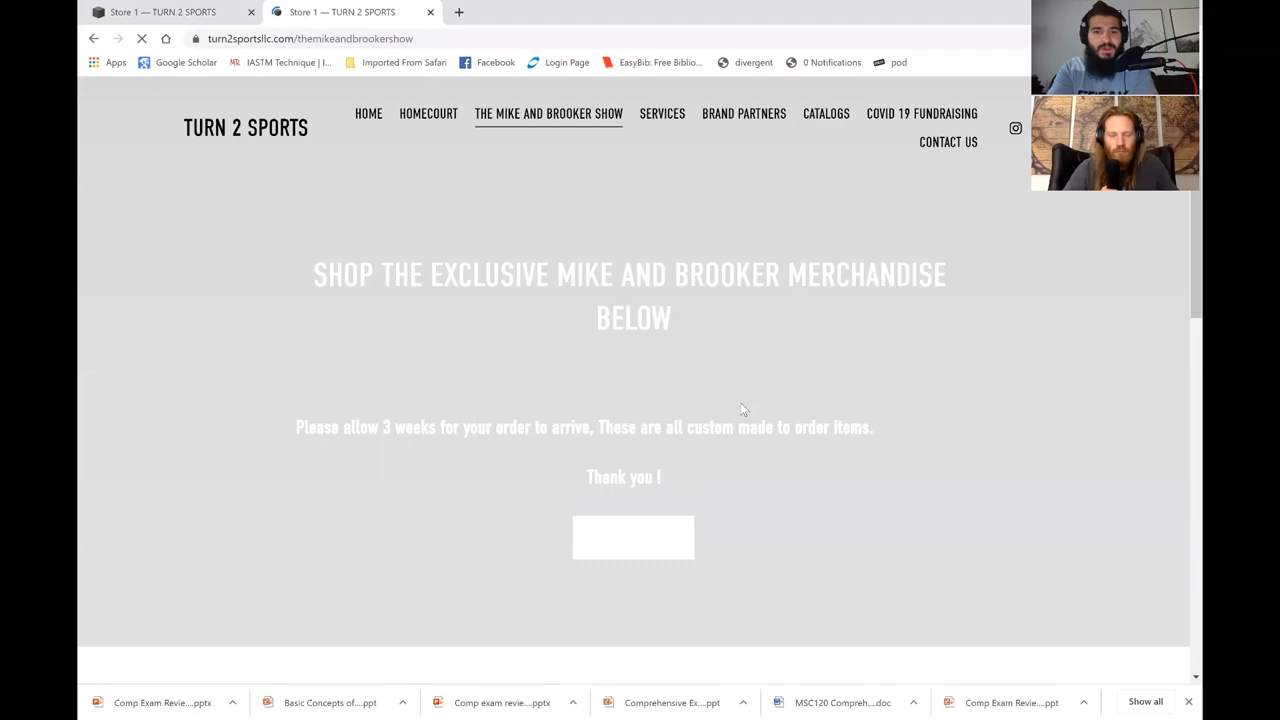 Store 1 — TURN 2 SPORTS
Store 1 — TURN 2 SPORTS
turn2sportsllc.com/themikeandbrookershow
Apps
Google Scholar
IASTM Technique | I...
Imported From Safari
Facebook
Login Page
EasyBib: Free Biblio...
divergent
0 Notifications
pod
TURN 2 SPORTS
HOME
HOMECOURT
THE MIKE AND BROOKER SHOW
SERVICES
BRAND PARTNERS
CATALOGS
COVID 19 FUNDRAISING
CONTACT US
SHOP THE EXCLUSIVE MIKE AND BROOKER MERCHANDISE
BELOW
Please allow 3 weeks for your order to arrive, These are all custom made to order items.
Thank you !
Comp Exam Revie....pptx
Basic Concepts of....ppt
Comp exam revie....pptx
Comprehensive Ex....ppt
MSC120 Compreh....doc
Comp Exam Revie....ppt
Show all